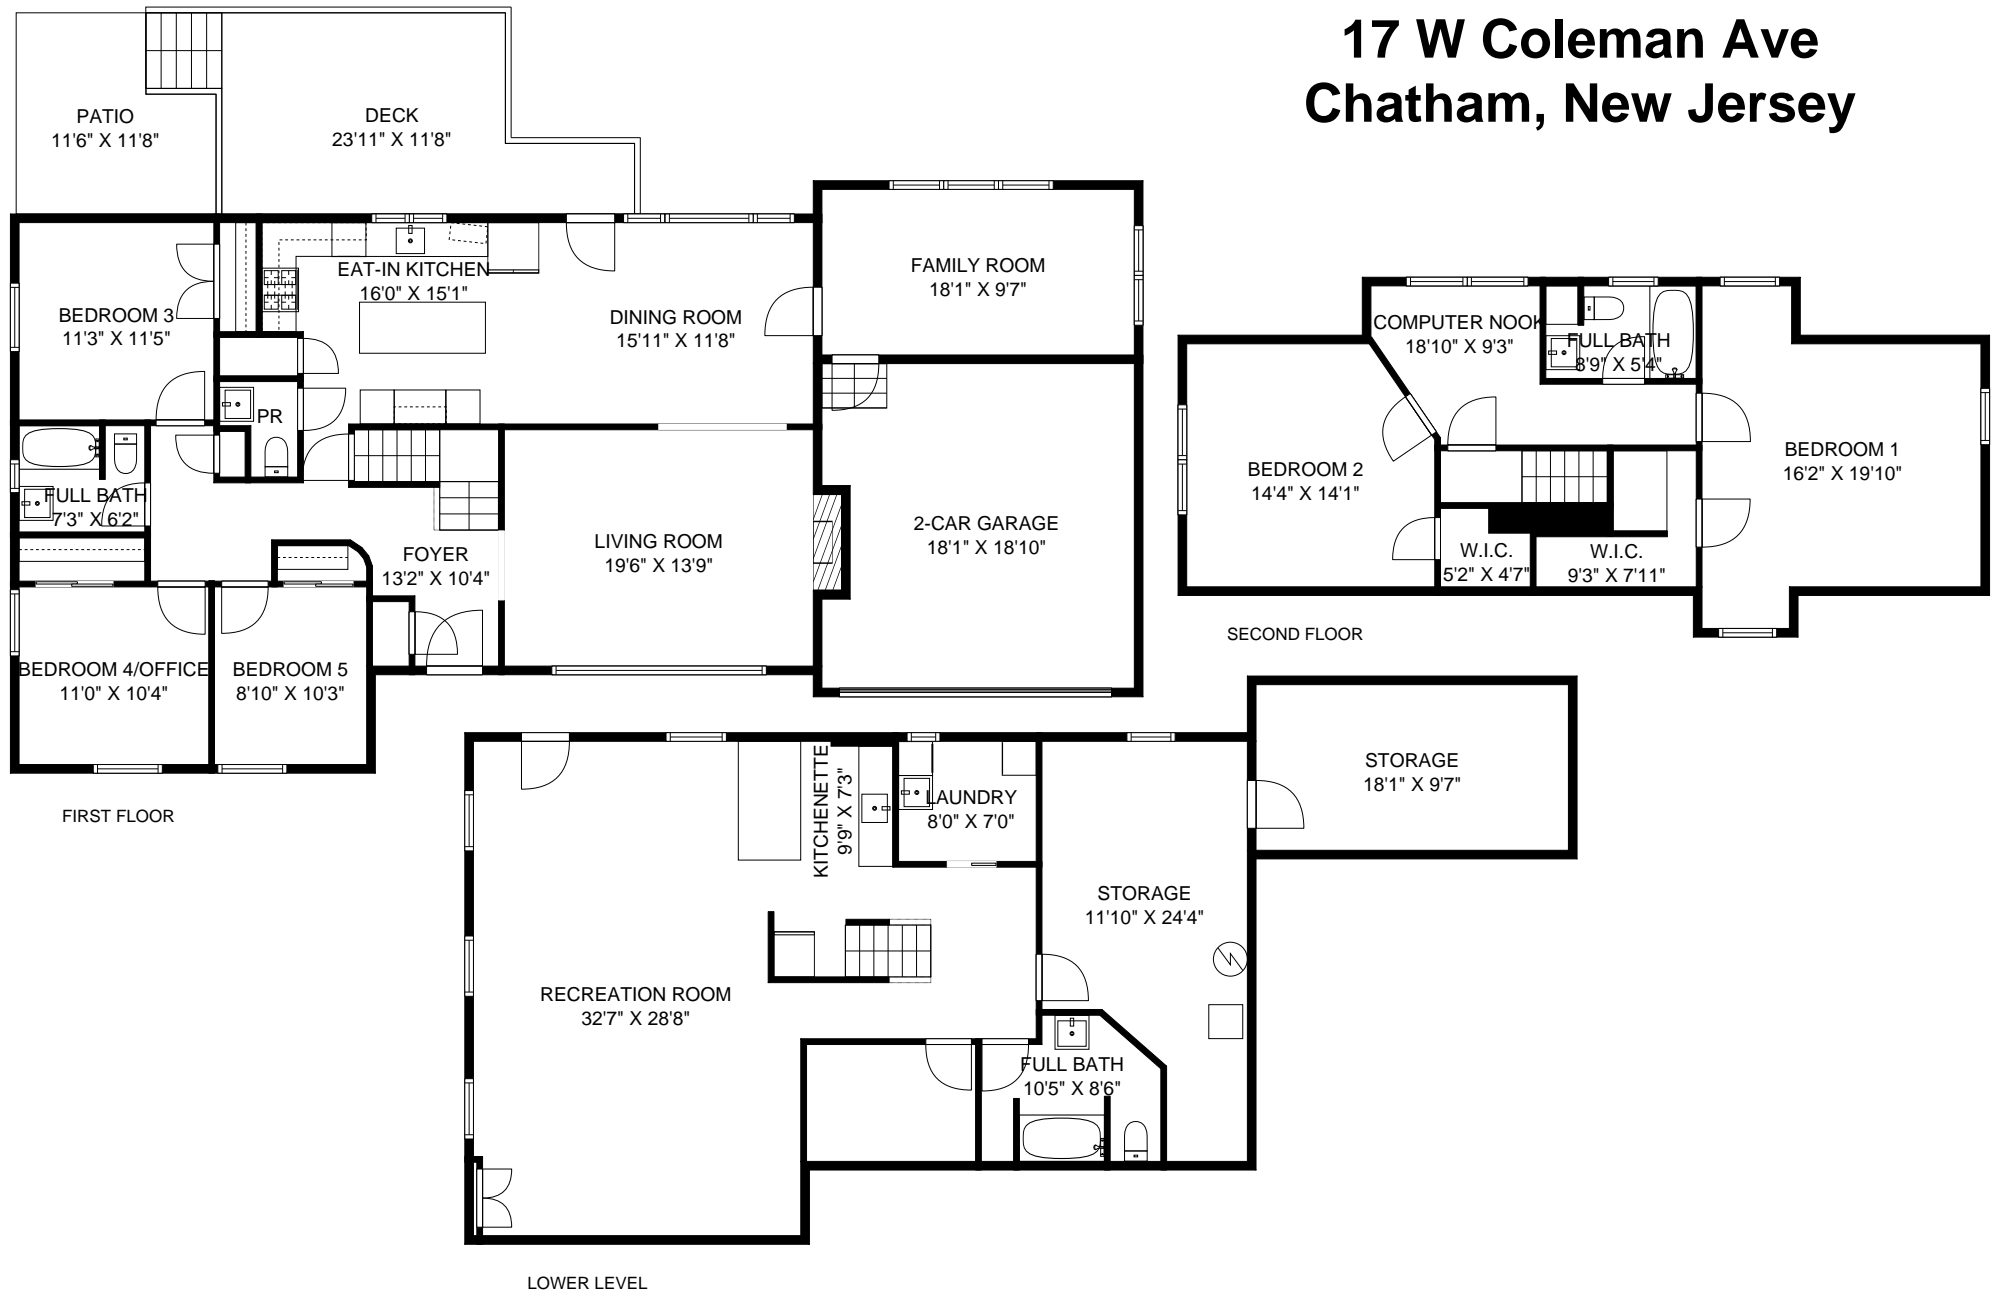 17 W Coleman Ave
Chatham, New Jersey
PATIO
11'6" X 11'8"
DECK
23'11" X 11'8"
BEDROOM 3
11'3" X 11'5"
EAT-IN KITCHEN
16'0" X 15'1"
DINING ROOM
15'11" X 11'8"
FAMILY ROOM
18'1" X 9'7"
PR
FULL BATH
7'3" X 6'2"
FOYER
13'2" X 10'4"
LIVING ROOM
19'6" X 13'9"
2-CAR GARAGE
18'1" X 18'10"
BEDROOM 4/OFFICE
11'0" X 10'4"
BEDROOM 5
8'10" X 10'3"
FIRST FLOOR
COMPUTER NOOK
18'10" X 9'3"
FULL BATH
8'9" X 5'4"
BEDROOM 2
14'4" X 14'1"
BEDROOM 1
16'2" X 19'10"
W.I.C.
5'2" X 4'7"
W.I.C.
9'3" X 7'11"
SECOND FLOOR
KITCHENETTE
9'9" X 7'3"
LAUNDRY
8'0" X 7'0"
STORAGE
18'1" X 9'7"
STORAGE
11'10" X 24'4"
RECREATION ROOM
32'7" X 28'8"
FULL BATH
10'5" X 8'6"
LOWER LEVEL